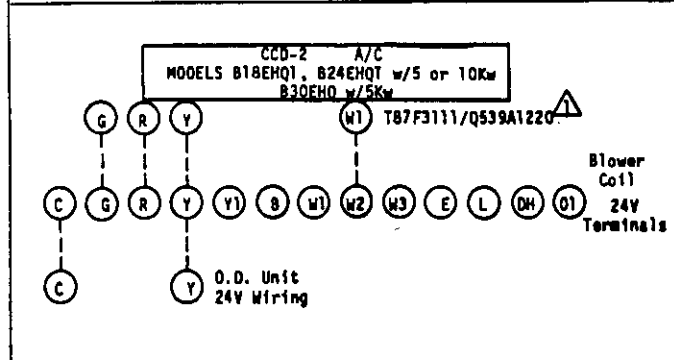 CCD-2 A/C
MODELS B18EHQ1, B24EHQT w/5 or 10Kw
B30EHQ w/5Kw
G R Y W1 T87F3111/Q539A1220 1
Blower
Coil
C G R Y Y1 B W1 W2 W3 E L DH O1 24V
Terminals
C Y O.D. Unit
24V Wiring